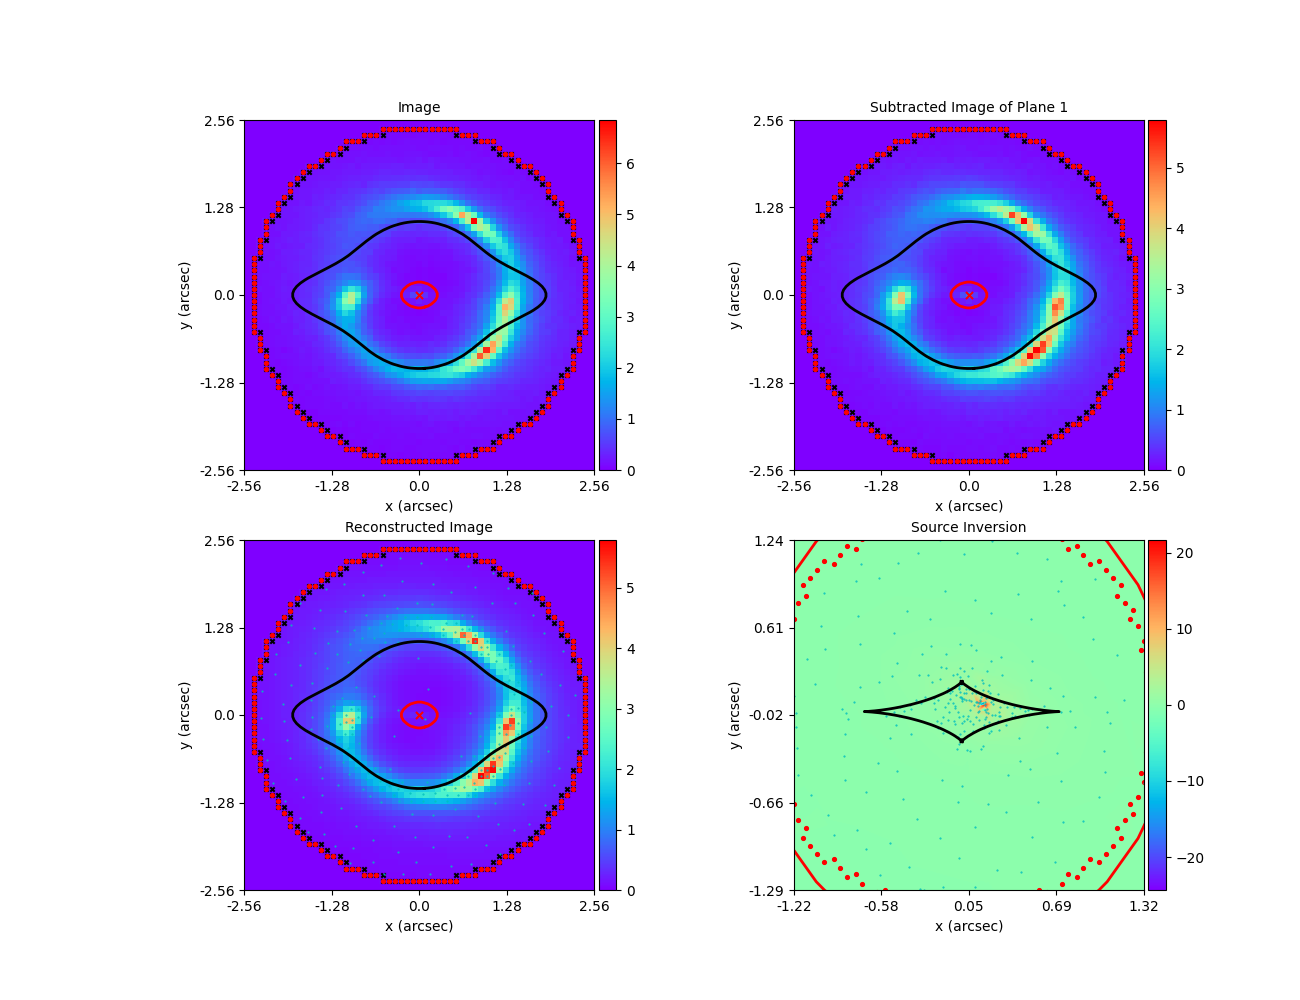 Image
2.56
1.28
0.0
-1.28
-2.56
y (arcsec)
-2.56 -1.28 0.0 1.28 2.56
x (arcsec)
6
5
4
3
2
1
0
Subtracted Image of Plane 1
2.56
1.28
0.0
-1.28
-2.56
y (arcsec)
-2.56 -1.28 0.0 1.28 2.56
x (arcsec)
5
4
3
2
1
0
Reconstructed Image
2.56
1.28
0.0
-1.28
-2.56
y (arcsec)
-2.56 -1.28 0.0 1.28 2.56
x (arcsec)
5
4
3
2
1
0
Source Inversion
1.24
0.61
-0.02
-0.66
-1.29
y (arcsec)
-1.22 -0.58 0.05 0.69 1.32
x (arcsec)
20
10
0
−10
−20